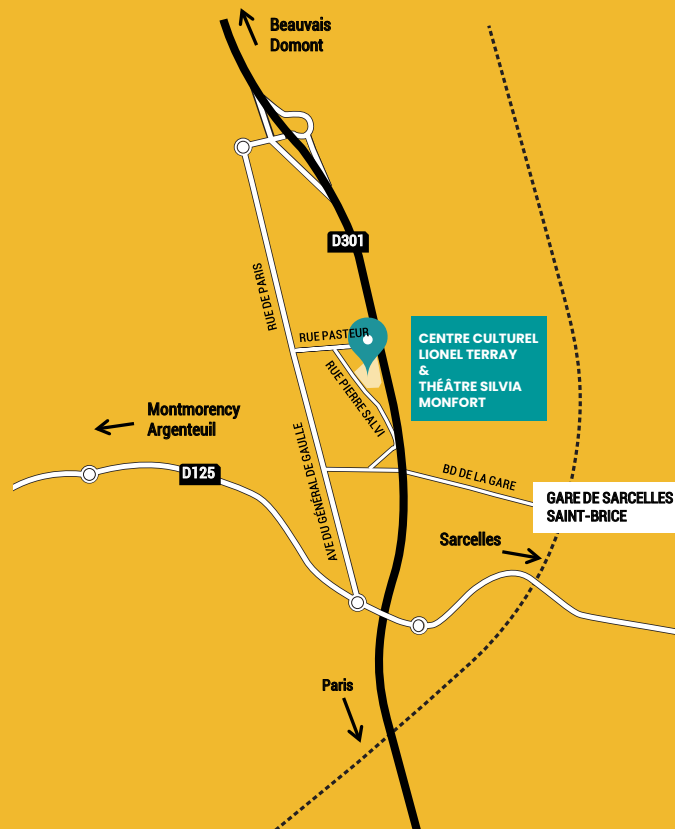 Beauvais
Domont
D301
RUE DE PARIS
RUE PASTEUR
CENTRE CULTUREL
LIONEL TERRAY
&
THÉÂTRE SILVIA
MONFORT
RUE PIERRE SALVI
Montmorency
Argenteuil
D125
AVE DU GÉNÉRAL DE GAULLE
BD DE LA GARE
GARE DE SARCELLES
SAINT-BRICE
Sarcelles
Paris